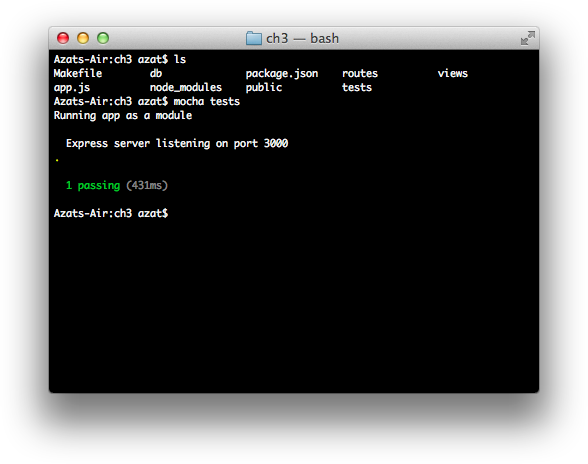 ch3 — bash
Azats-Air:ch3 azat$ ls
Makefile db package.json routes views
app.js node_modules public tests
Azats-Air:ch3 azat$ mocha tests
Running app as a module
Express server listening on port 3000
.
1 passing (431ms)
Azats-Air:ch3 azat$